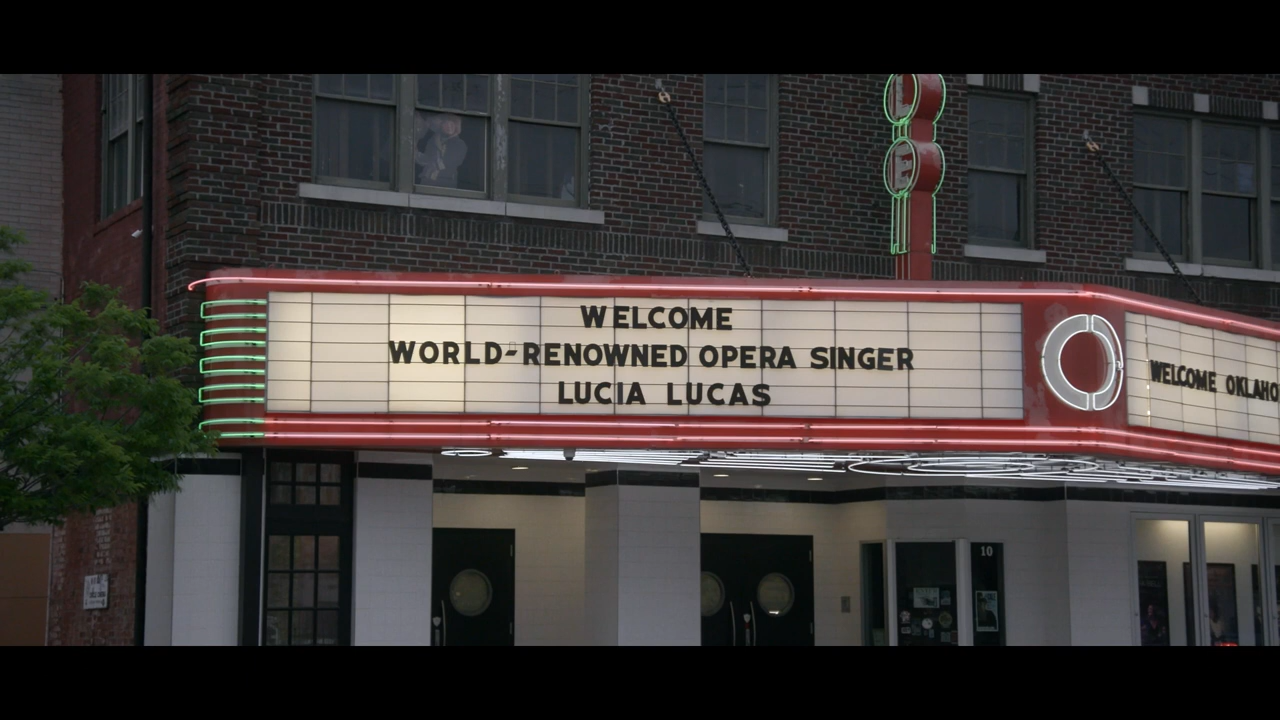 WELCOME
WORLD-RENOWNED OPERA SINGER
LUCIA LUCAS
WELCOME OKLAHO
10